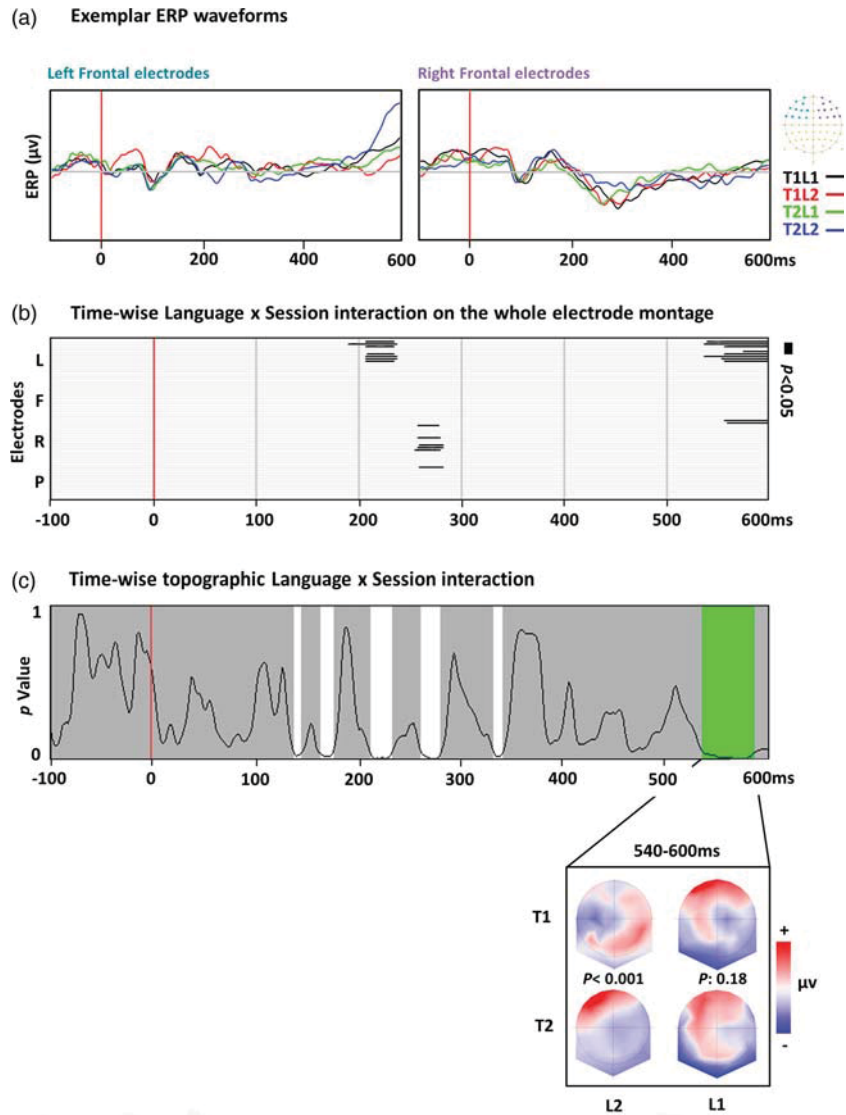 (a) Exemplar ERP waveforms
Left Frontal electrodes
Right Frontal electrodes
ERP (μv)
0 200 400 600
0 200 400 600ms
T1L1
T1L2
T2L1
T2L2
(b) Time-wise Language x Session interaction on the whole electrode montage
Electrodes
L
F
R
P
P<0.05
-100 0 100 200 300 400 500 600ms
(c) Time-wise topographic Language x Session interaction
p Value
1
0
-100 0 100 200 300 400 500 600ms
540-600ms
T1
P< 0.001 P: 0.18
T2
L2 L1
+
μv
-